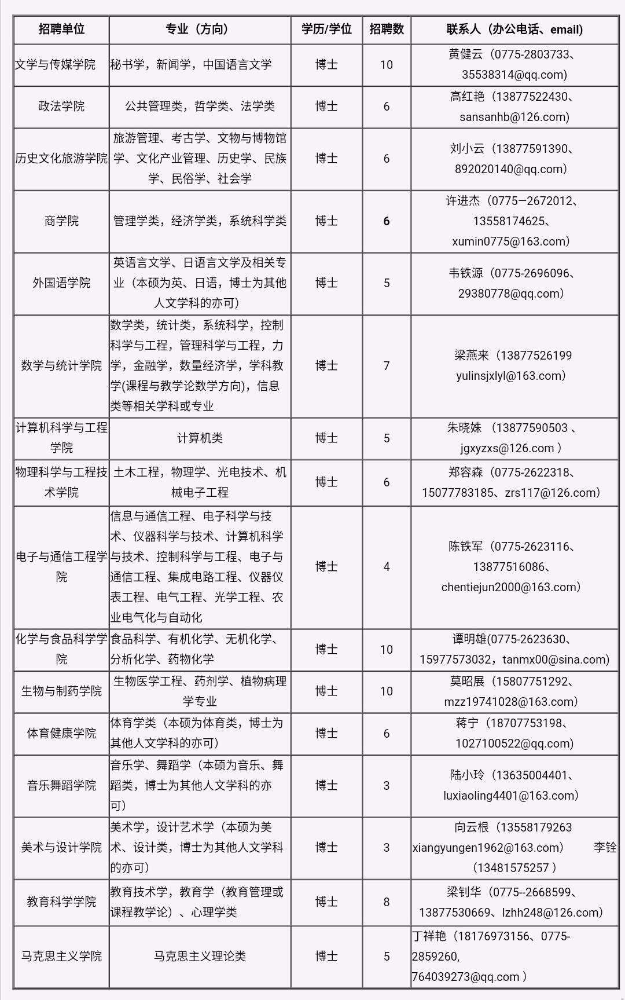 招聘单位 专业（方向） 学历/学位 招聘数 联系人（办公电话、email)
文学与传媒学院 秘书学，新闻学，中国语言文学 博士 10 黄健云（0775-2803733、
35538314@qq.com)
政法学院 公共管理类，哲学类、法学类 博士 6 高红艳（13877522430、
sansanhb@126.com)
历史文化旅游学院 旅游管理、考古学、文物与博物馆
学、文化产业管理、历史学、民族
学、民俗学、社会学 博士 6 刘小云（13877591390、
892020140@qq.com）
商学院 管理学类，经济学类，系统科学类 博士 6 许进杰（0775—2672012、
13558174625、
xumin0775@163.com）
外国语学院 英语言文学、日语言文学及相关专
业（本硕为英、日语，博士为其他
人文学科的亦可） 博士 5 韦铁源（0775-2696096、
29380778@qq.com）
数学与统计学院 数学类，统计类，系统科学，控制
科学与工程，管理科学与工程，力
学，金融学，数量经济学，学科教
学(课程与教学论数学方向)，信息
类等相关学科或专业 博士 7 梁燕来（13877526199
yulinsjxlyl@163.com）
计算机科学与工程
学院 计算机类 博士 5 朱晓姝 （13877590503 、
jgxyzxs@126.com ）
物理科学与工程技
术学院 土木工程，物理学、光电技术、机
械电子工程 博士 6 郑容森（0775-2622318、
15077783185、zrs117@126.com）
电子与通信工程学
院 信息与通信工程、电子科学与技
术、仪器科学与技术、计算机科学
与技术、控制科学与工程、电子与
通信工程、集成电路工程、仪器仪
表工程、电气工程、光学工程、农
业电气化与自动化 博士 4 陈铁军（0775-2623116、
13877516086、
chentiejun2000@163.com）
化学与食品科学学
院 食品科学、有机化学、无机化学、
分析化学、药物化学 博士 10 谭明雄(0775-2623630、
15977573032，tanmx00@sina.com)
生物与制药学院 生物医学工程、药剂学、植物病理
学专业 博士 10 莫昭展（15807751292、
mzz19741028@163.com）
体育健康学院 体育学类（本硕为体育类，博士为
其他人文学科的亦可） 博士 6 蒋宁（18707753198、
1027100522@qq.com)
音乐舞蹈学院 音乐学、舞蹈学（本硕为音乐、舞
蹈类，博士为其他人文学科的亦
可） 博士 3 陆小玲（13635004401、
luxiaoling4401@163.com）
美术与设计学院 美术学，设计艺术学（本硕为美
术、设计类，博士为其他人文学科
的亦可） 博士 3 向云根（13558179263
xiangyungen1962@163.com） 李铨
（13481575257 ）
教育科学学院 教育技术学，教育学（教育管理或
课程教学论）、心理学类 博士 8 梁钊华（0775--2668599、
13877530669、lzhh248@126.com）
马克思主义学院 马克思主义理论类 博士 5 丁祥艳（18176973156、0775-
2859260,
764039273@qq.com ）